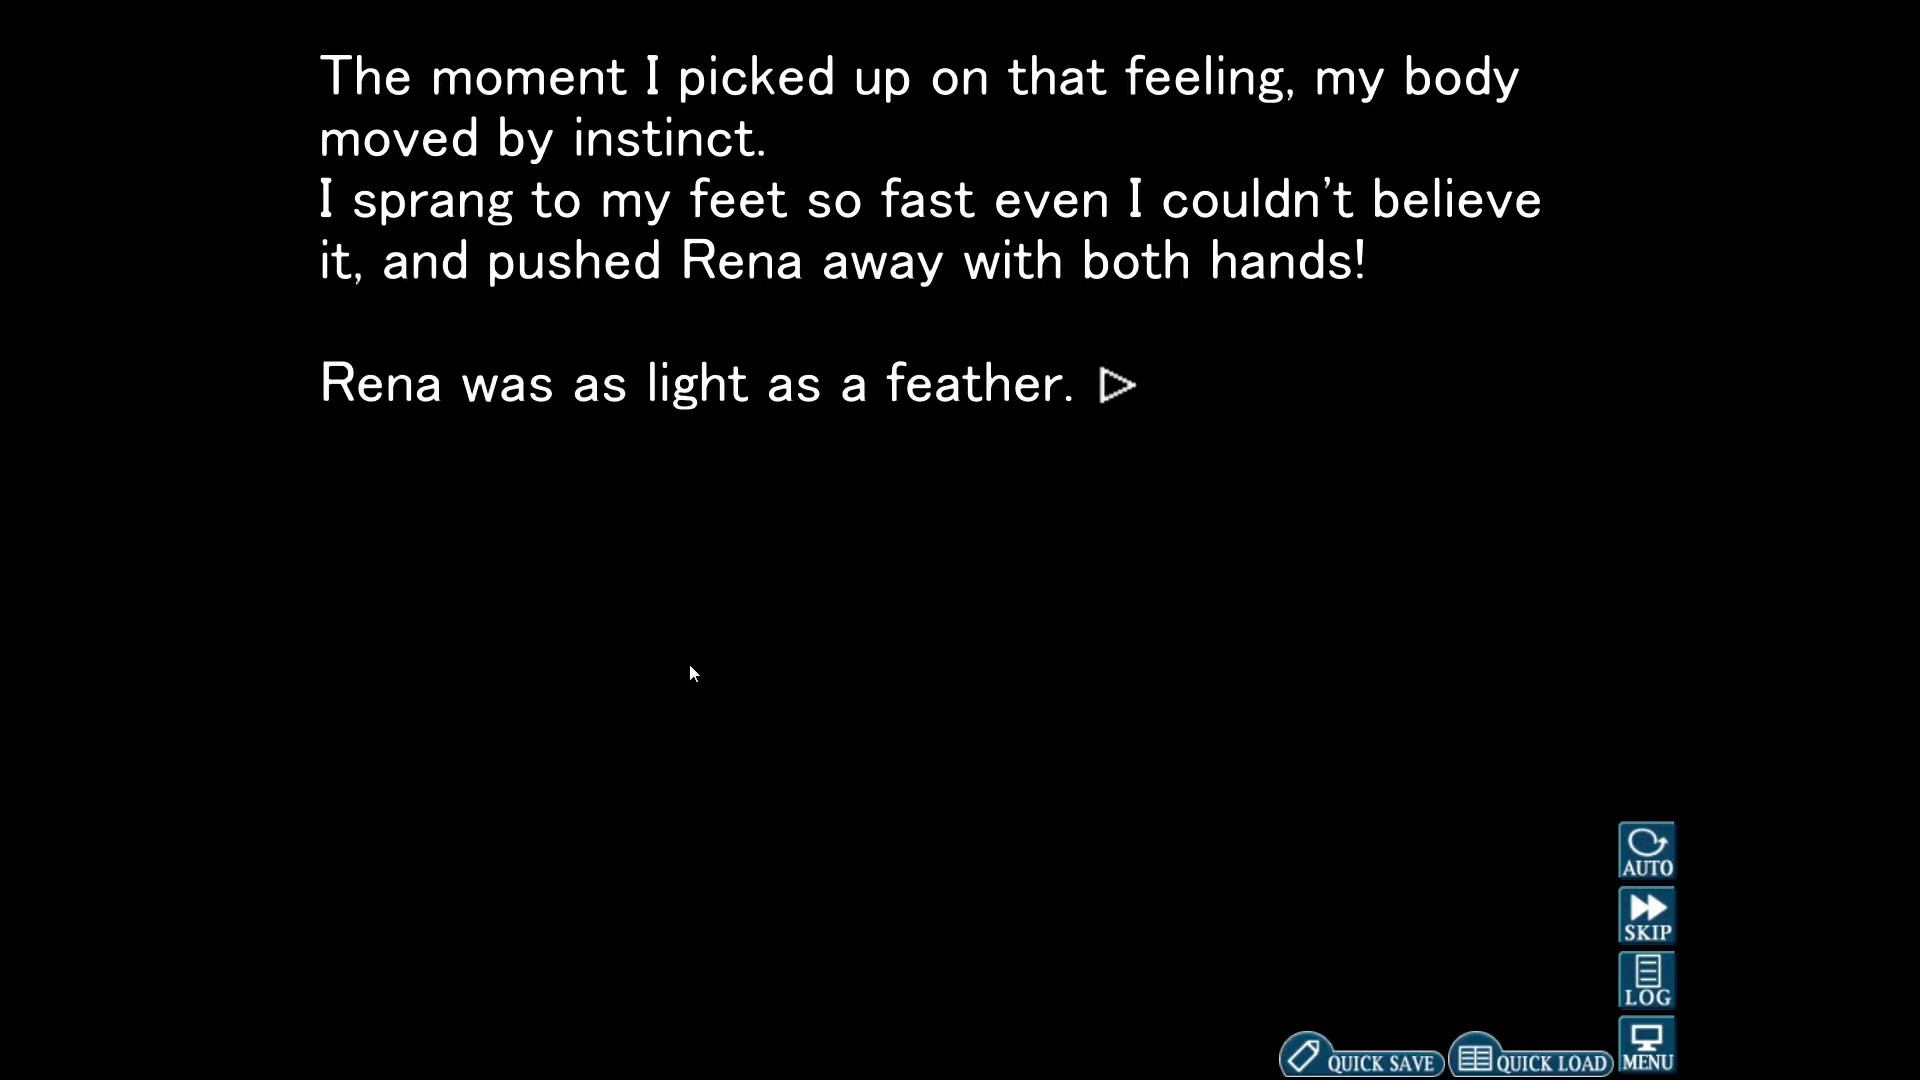 The moment I picked up on that feeling, my body
moved by instinct.
I sprang to my feet so fast even I couldn't believe
it, and pushed Rena away with both hands!
Rena was as light as a feather.
AUTO
SKIP
LOG
MENU
QUICK SAVE
QUICK LOAD